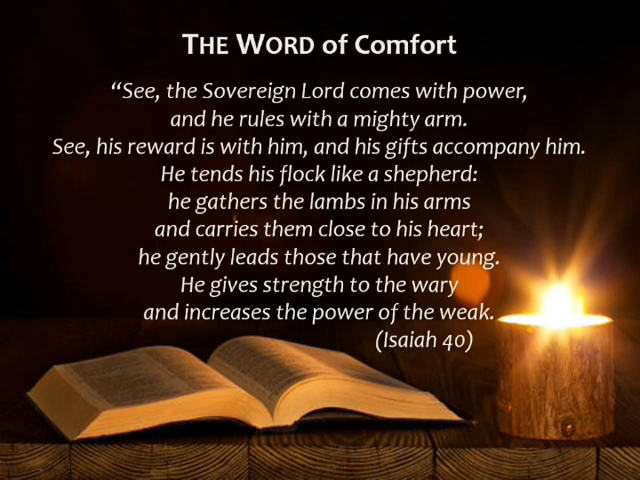 THE WORD of Comfort
“See, the Sovereign Lord comes with power,
and he rules with a mighty arm.
See, his reward is with him, and his gifts accompany him.
He tends his flock like a shepherd:
he gathers the lambs in his arms
and carries them close to his heart;
he gently leads those that have young.
He gives strength to the wary
and increases the power of the weak.
(Isaiah 40)